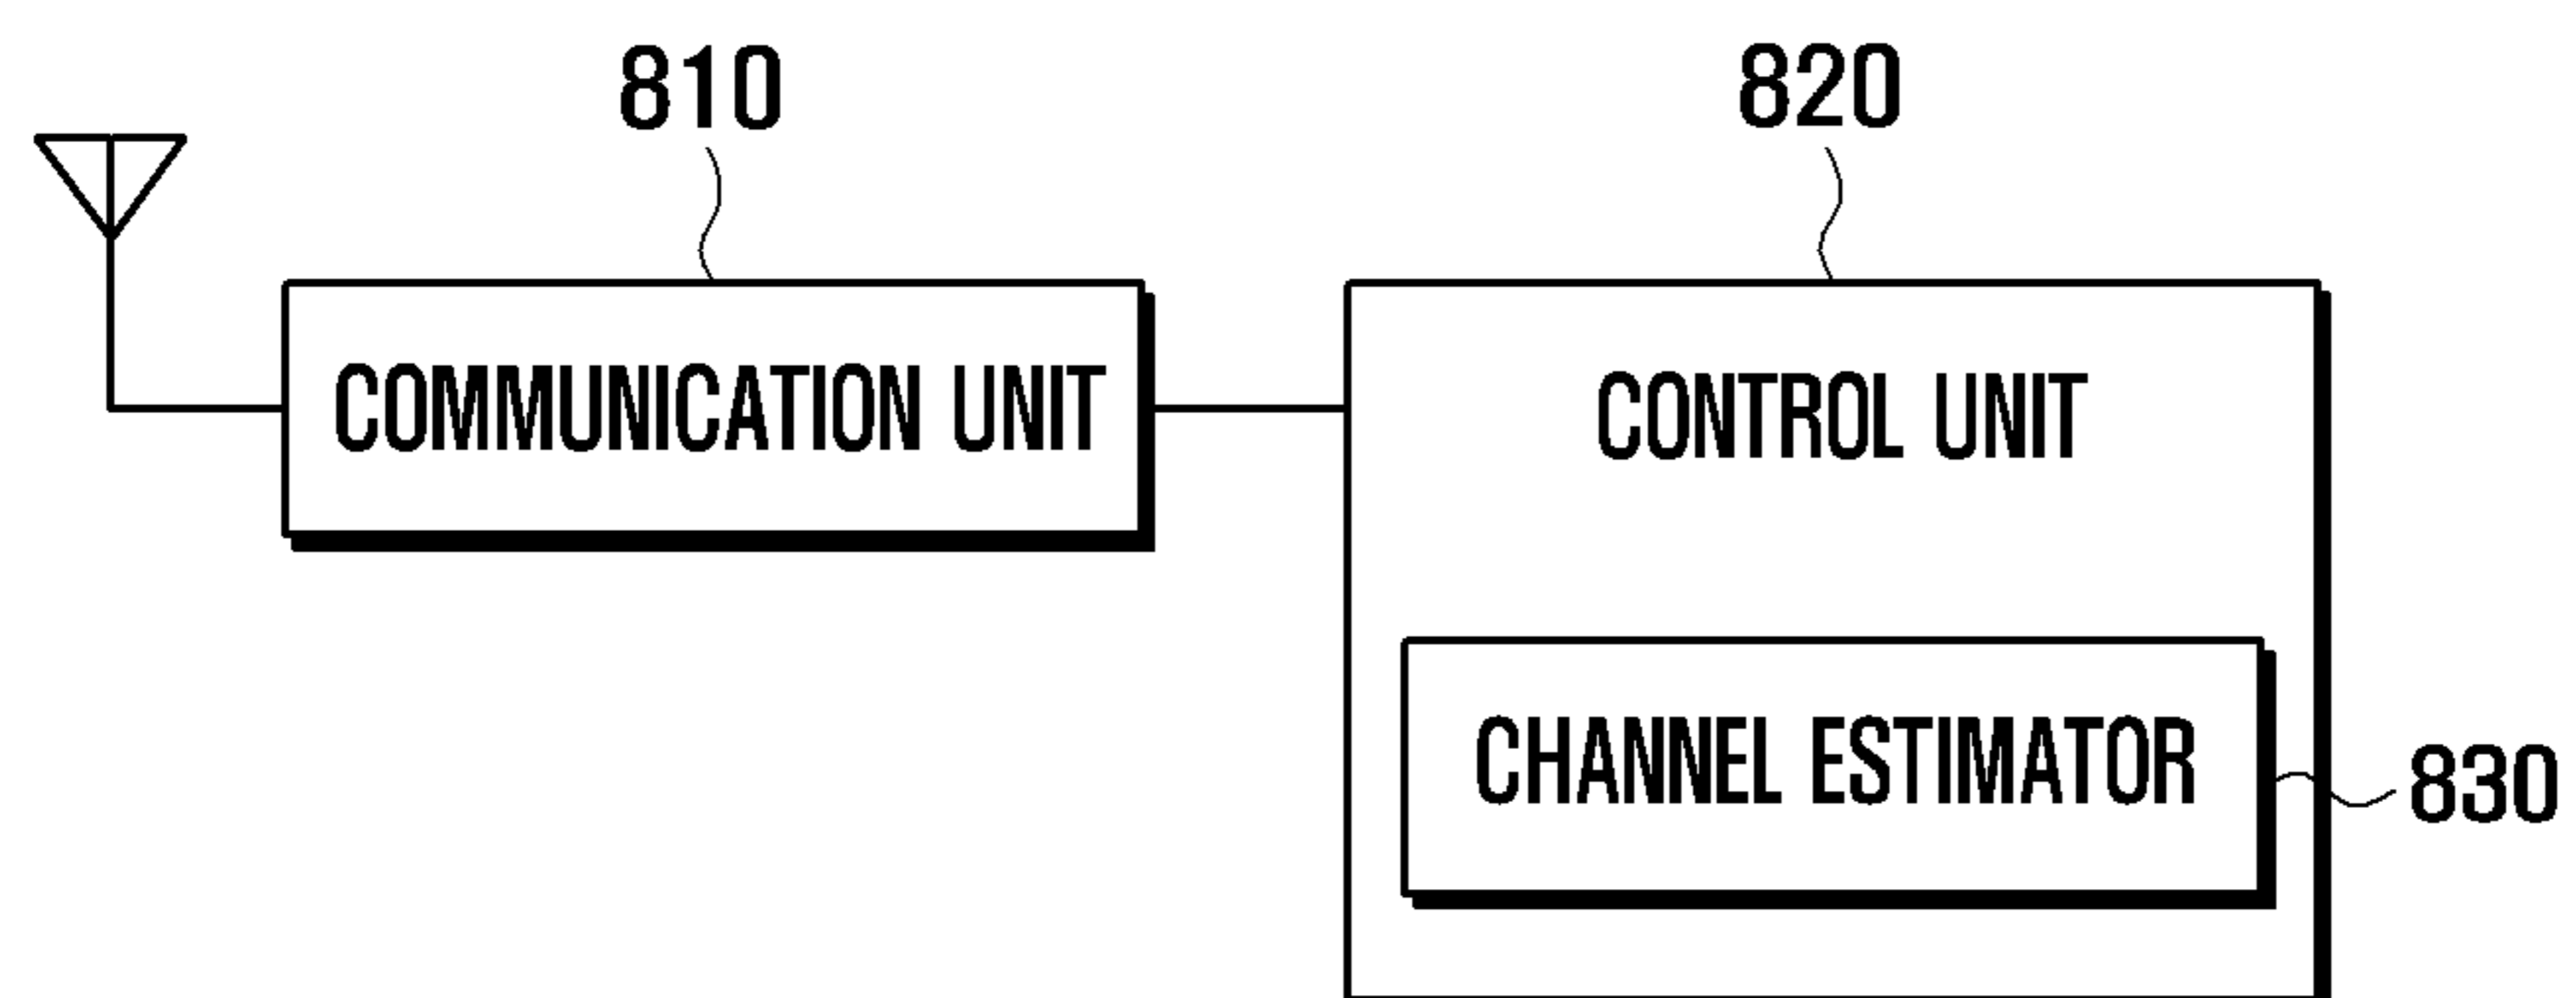 810
820
COMMUNICATION UNIT
CONTROL UNIT
CHANNEL ESTIMATOR
830